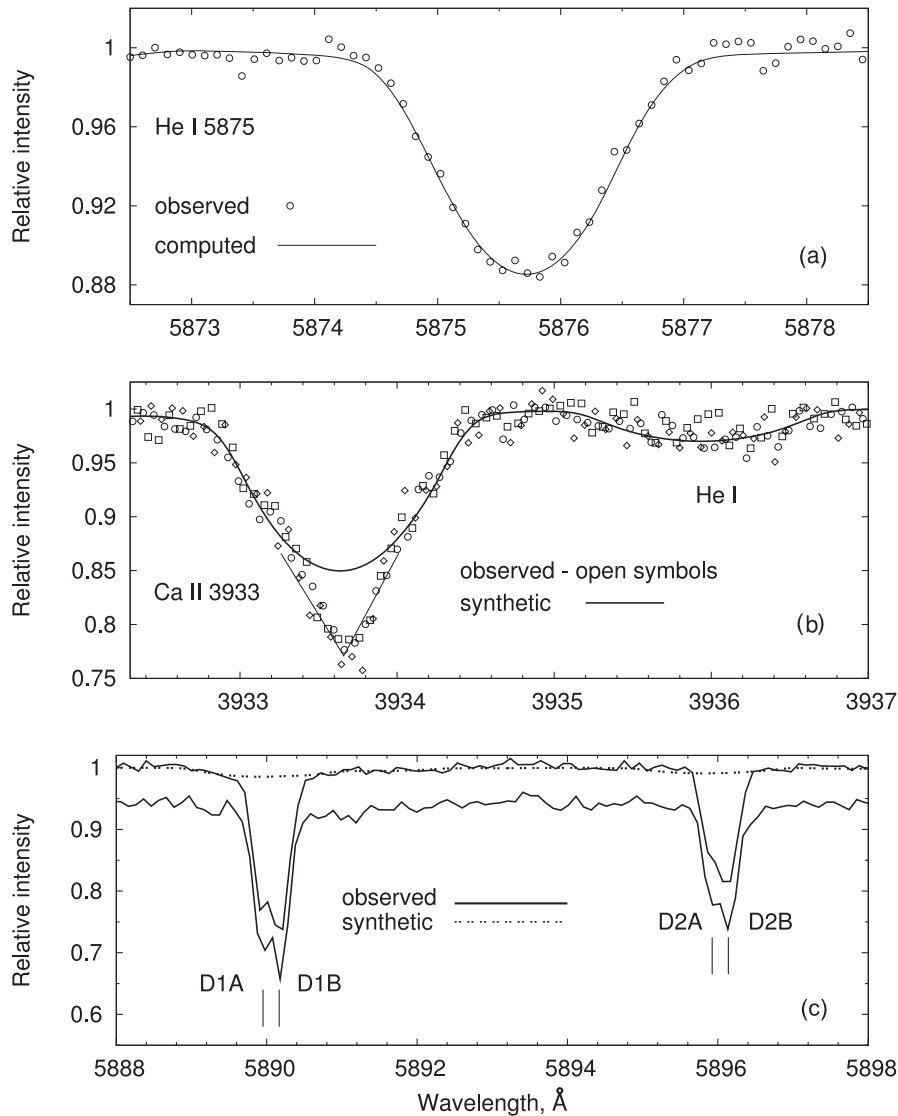 Relative intensity
1
0.96
0.92
0.88
He I 5875
observed
computed
(a)
5873 5874 5875 5876 5877 5878
Relative intensity
1
0.95
0.9
0.85
0.8
0.75
He I
Ca II 3933
observed - open symbols
synthetic
(b)
3933 3934 3935 3936 3937
Relative intensity
1
0.9
0.8
0.7
0.6
observed
synthetic
D2A D2B
D1A D1B
(c)
5888 5890 5892 5894 5896 5898
Wavelength, Å